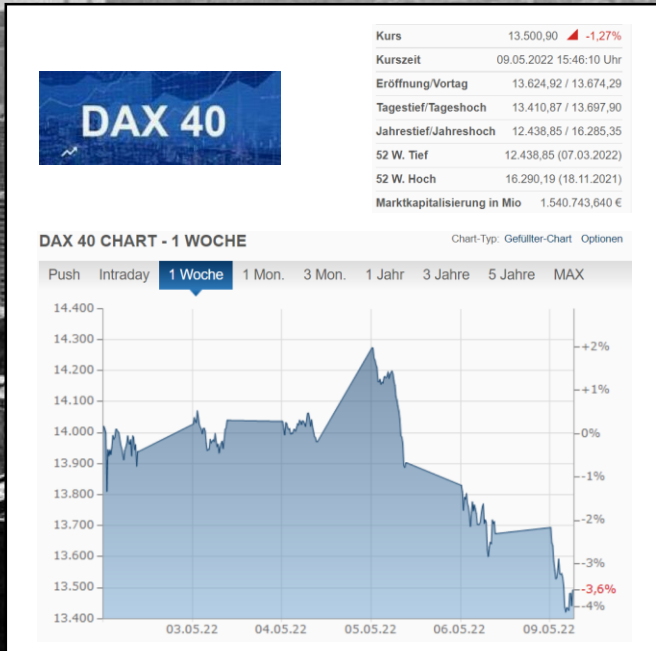 Kurs 13.500,90 -1,27%
Kurszeit 09.05.2022 15:46:10 Uhr
Eröffnung/Vortag 13.624,92 / 13.674,29
Tagestief/Tageshoch 13.410,87 / 13.697,90
Jahrestief/Jahreshoch 12.438,85 / 16.285,35
52 W. Tief 12.438,85 (07.03.2022)
52 W. Hoch 16.290,19 (18.11.2021)
Marktkapitalisierung in Mio 1.540.743,640 €
DAX 40
DAX 40 CHART - 1 WOCHE
Chart-Typ: Gefüllter-Chart Optionen
Push Intraday 1 Woche 1 Mon. 3 Mon. 1 Jahr 3 Jahre 5 Jahre MAX
14.400
14.300
14.200
14.100
14.000
13.900
13.800
13.700
13.600
13.500
13.400
+2%
+1%
0%
-1%
-2%
-3%
-3,6%
-4%
03.05.22 04.05.22 05.05.22 06.05.22 09.05.22